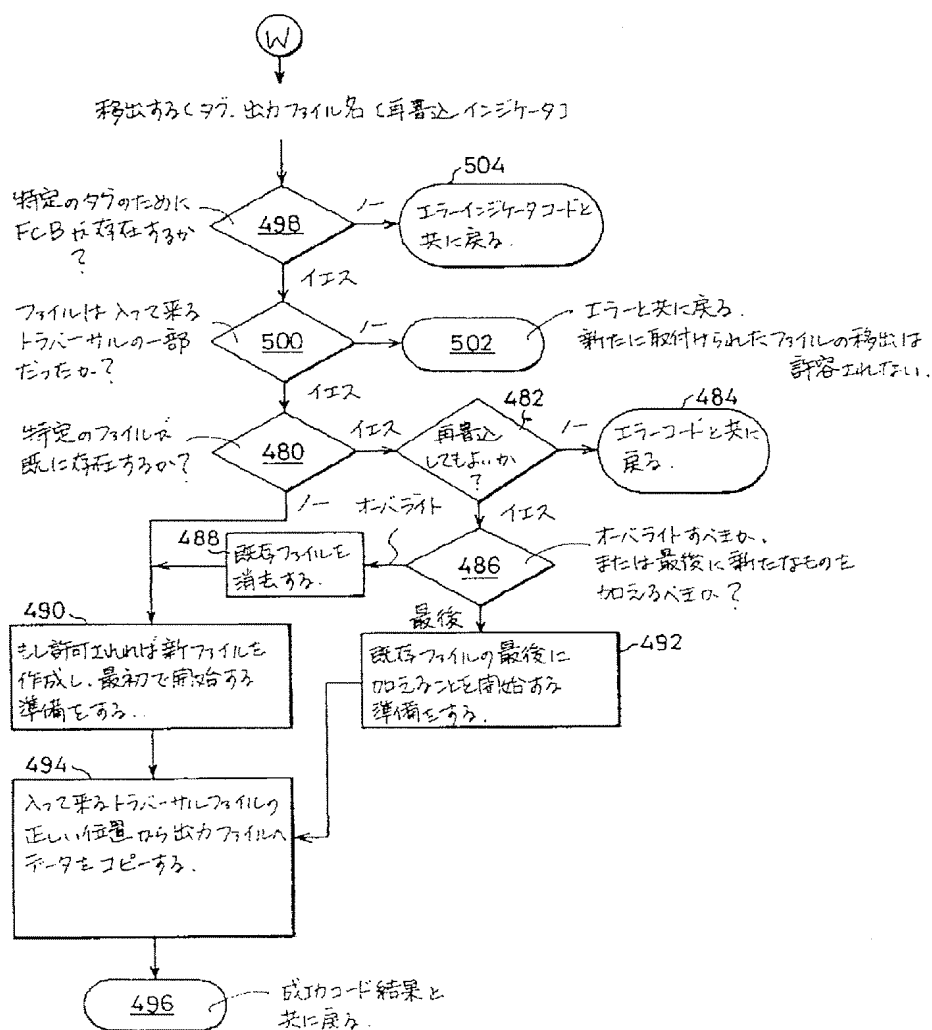 W
移出する(タグ、出力ファイル名〔再書込インジケータ〕
特定のタグのために
FCBが存在するか
?
498
ノー
504
エラーインジケータコードと
共に戻る.
イエス
ファイルは入って来る
トラバーサルの一部
だったか?
500
ノー
502
エラーと共に戻る.
新たに取付けられたファイルの移出は
許容されない.
イエス
特定のファイルが
既に存在するか?
480
イエス
482
再書込
してもよいか
?
ノー
484
エラーコードと共に
戻る.
ノー
オーバライト
イエス
488
既存ファイルを
消去する.
486
オーバライトすべきか、
または最後に新たなものを
加えるべきか?
最後
490
もし許可されれば新ファイルを
作成し、最初で開始する
準備をする..
既存ファイルの最後に
加えることを開始する
準備をする.
492
494
入って来るトラバーサルファイルの
正しい位置から出力ファイルへ
データをコピーする.
496
成功コード結果と
共に戻る.